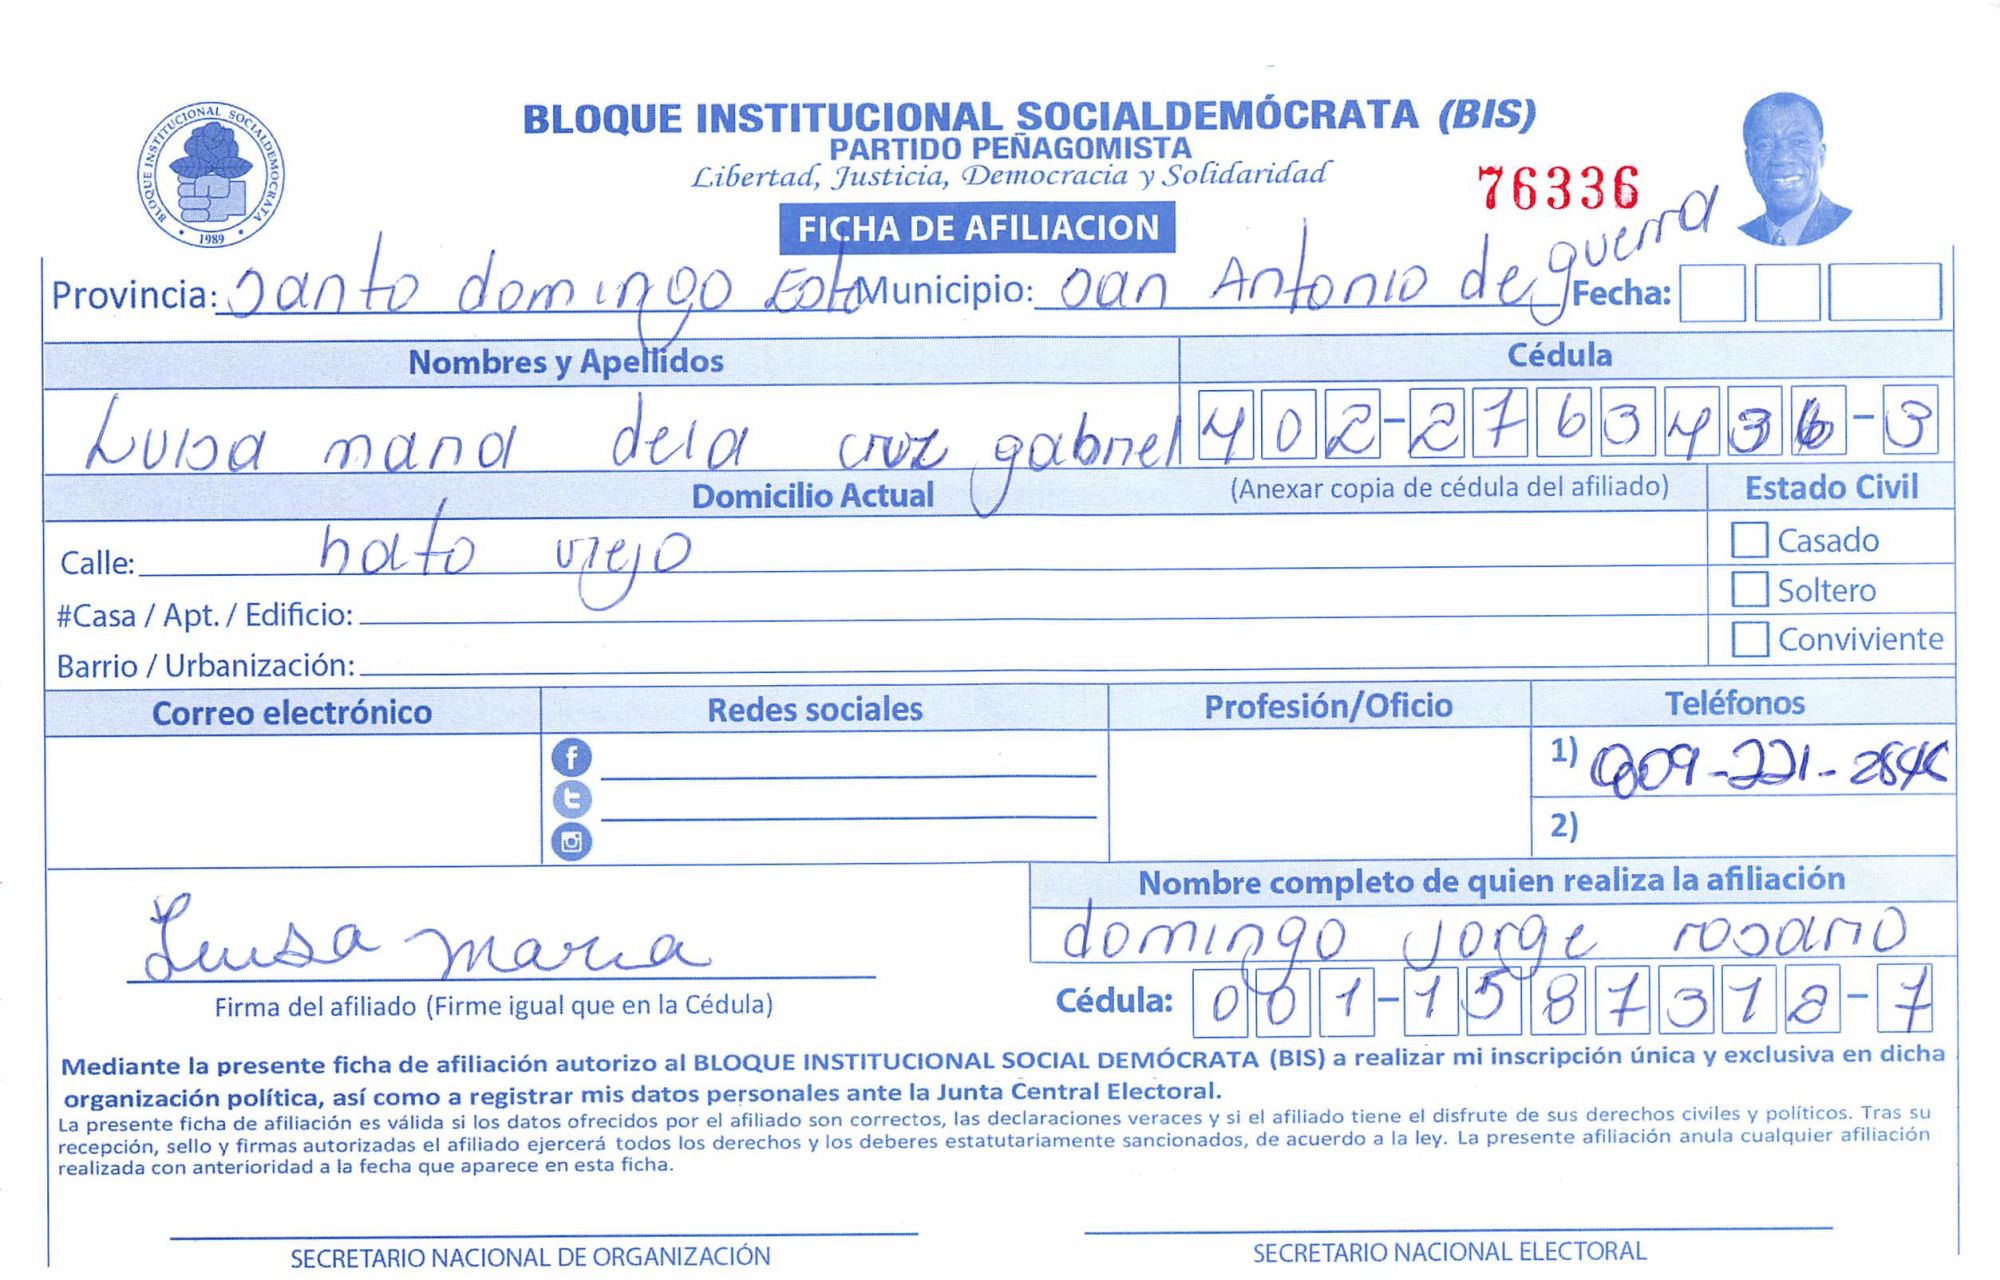 BLOQUE INSTITUCIONAL SOCIALDEMÓCRATA (BIS)
PARTIDO PEÑAGOMISTA
Libertad, Justicia, Democracia y Solidaridad
BLOQUE INSTITUCIONAL SOCIALDEMOCRATA
1989
76336
FICHA DE AFILIACION
Provincia: Santo domingo Este Municipio: San Antonio de guerra Fecha:
Nombres y Apellidos Cédula
Luisa maria dela cruz gabriel 402-2763436-3
Domicilio Actual (Anexar copia de cédula del afiliado) Estado Civil
Calle: hato viejo Casado
#Casa / Apt. / Edificio: Soltero
Barrio / Urbanización: Conviviente
Correo electrónico Redes sociales Profesión/Oficio Teléfonos
1) 809-221-
2)
Nombre completo de quien realiza la afiliación
domingo jorge rosario
Luisa maria
Firma del afiliado (Firme igual que en la Cédula) Cédula: 001-1587312-7
Mediante la presente ficha de afiliación autorizo al BLOQUE INSTITUCIONAL SOCIAL DEMÓCRATA (BIS) a realizar mi inscripción única y exclusiva en dicha
organización política, así como a registrar mis datos personales ante la Junta Central Electoral.
La presente ficha de afiliación es válida si los datos ofrecidos por el afiliado son correctos, las declaraciones veraces y si el afiliado tiene el disfrute de sus derechos civiles y políticos. Tras su
recepción, sello y firmas autorizadas el afiliado ejercerá todos los derechos y los deberes estatutariamente sancionados, de acuerdo a la ley. La presente afiliación anula cualquier afiliación
realizada con anterioridad a la fecha que aparece en esta ficha.
SECRETARIO NACIONAL DE ORGANIZACIÓN SECRETARIO NACIONAL ELECTORAL